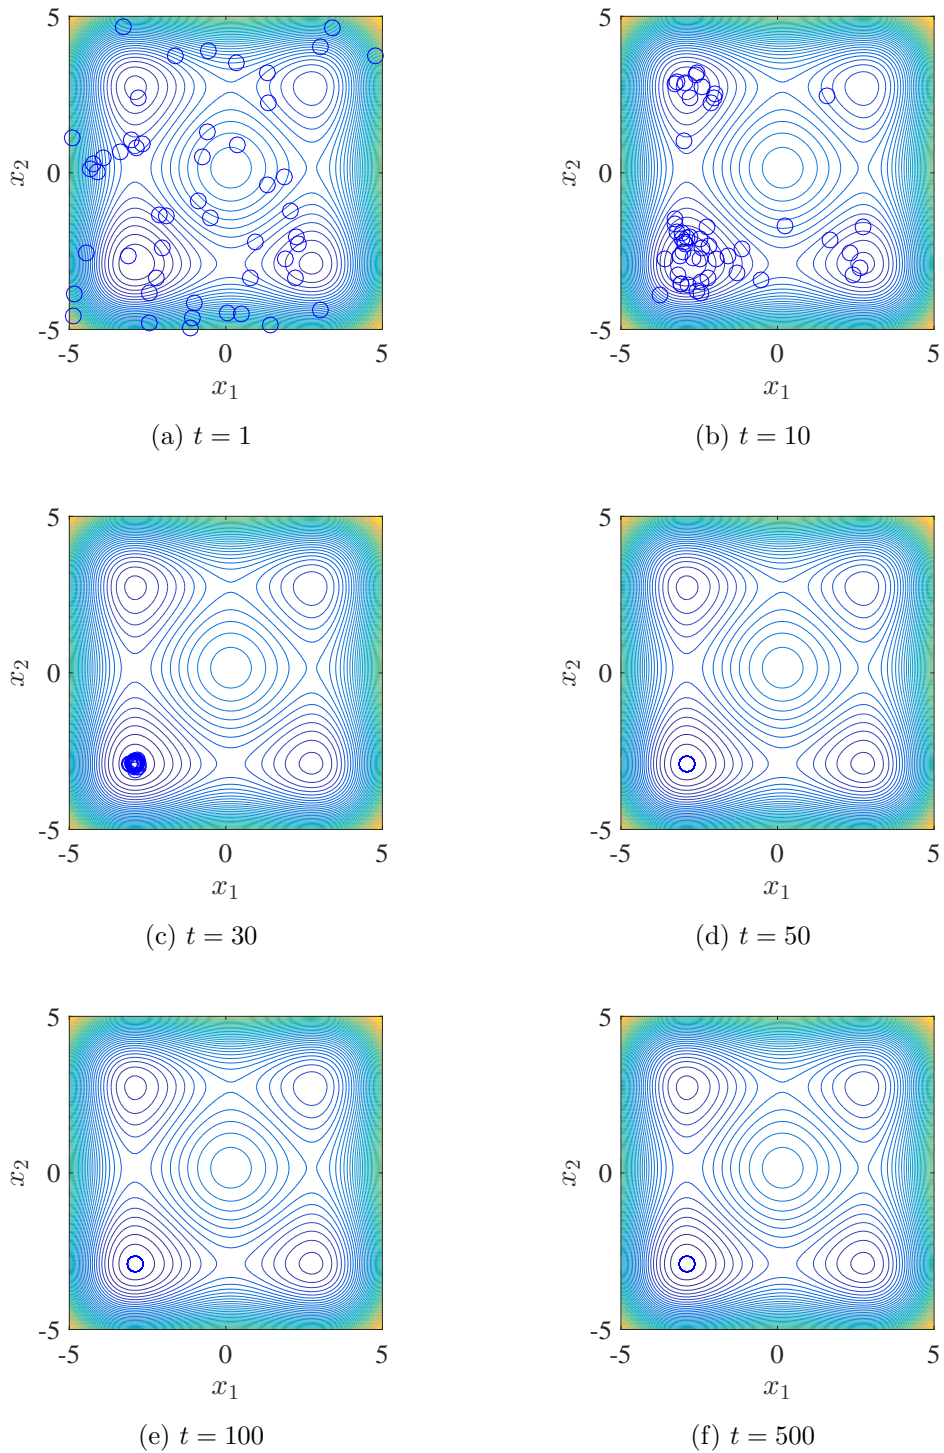 5
x₂
0
-5
-5 0 5
x₁
(a) t = 1
5
x₂
0
-5
-5 0 5
x₁
(b) t = 10
5
x₂
0
-5
-5 0 5
x₁
(c) t = 30
5
x₂
0
-5
-5 0 5
x₁
(d) t = 50
5
x₂
0
-5
-5 0 5
x₁
(e) t = 100
5
x₂
0
-5
-5 0 5
x₁
(f) t = 500